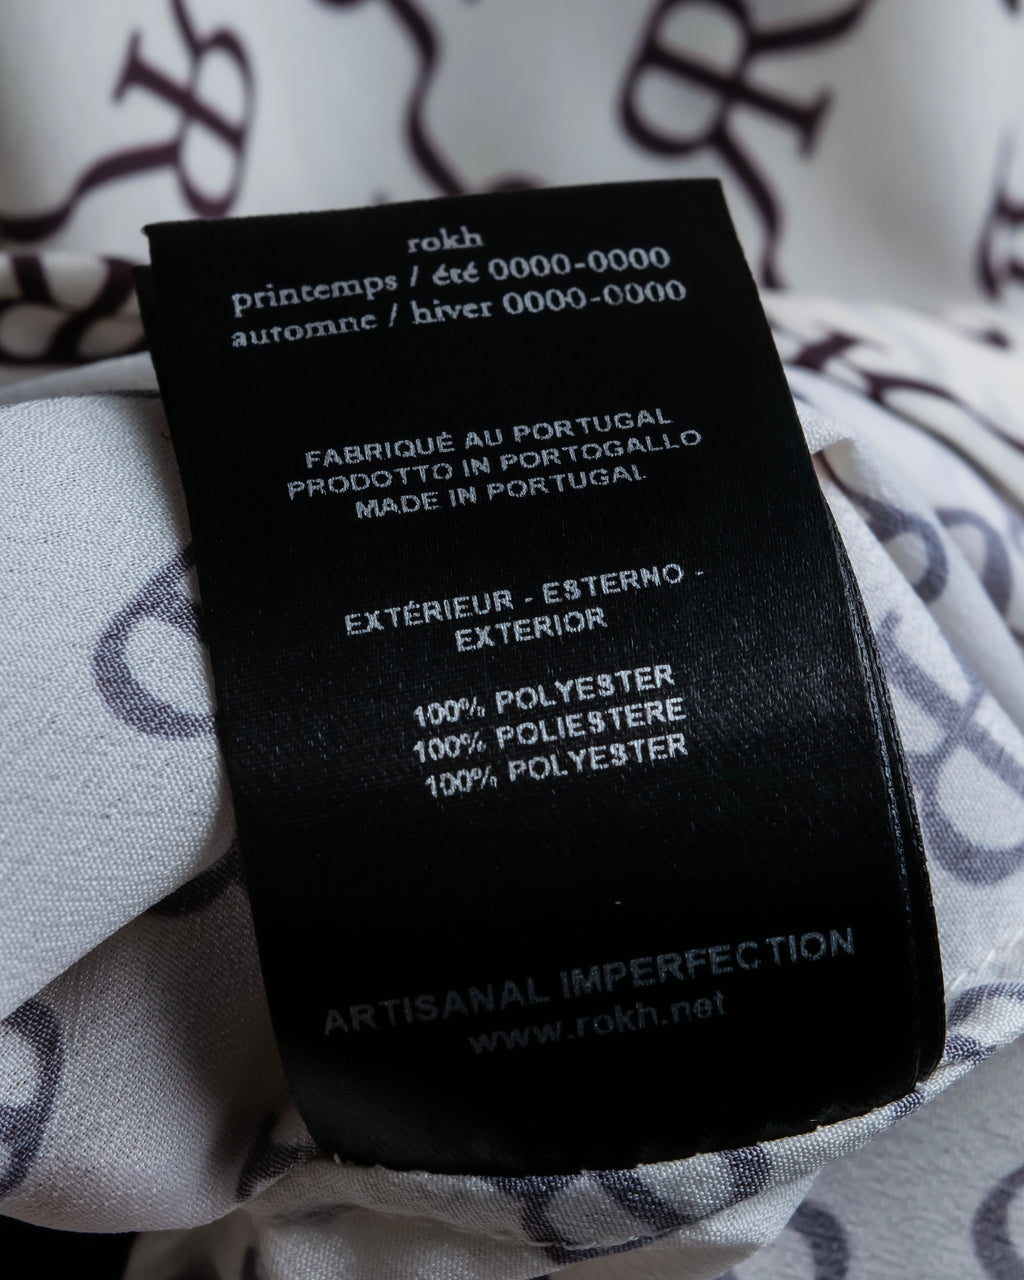 rokh
printemps / été 0000-0000
automne / hiver 0000-0000
FABRIQUÉ AU PORTUGAL
PRODOTTO IN PORTOGALLO
MADE IN PORTUGAL
EXTÉRIEUR - ESTERNO -
EXTERIOR
100% POLYESTER
100% POLIESTERE
100% POLYESTER
ARTISANAL IMPERFECTION
www.rokh.net